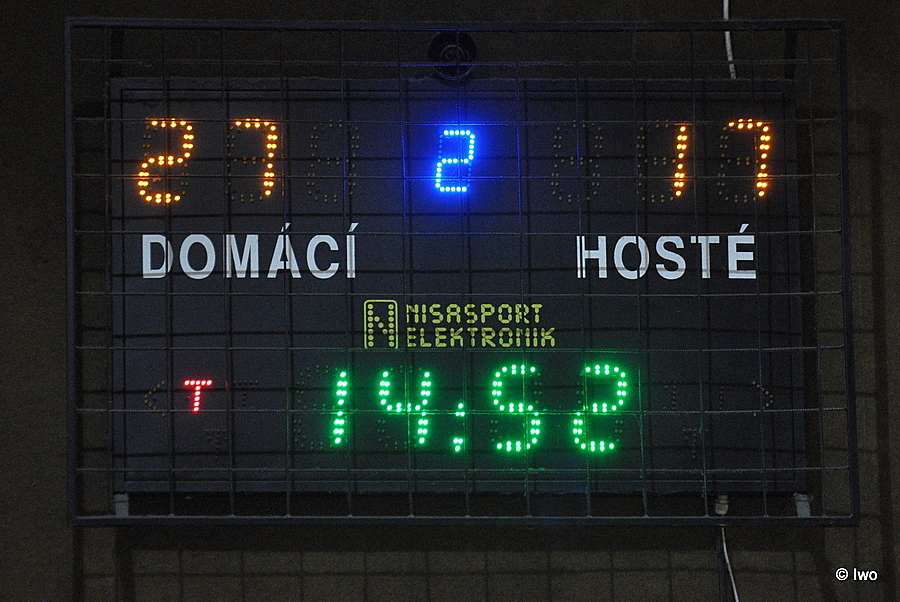 27 2 17
DOMÁCÍ HOSTÉ
N NISASPORT
ELEKTRONIK
T 14:52
© Iwo